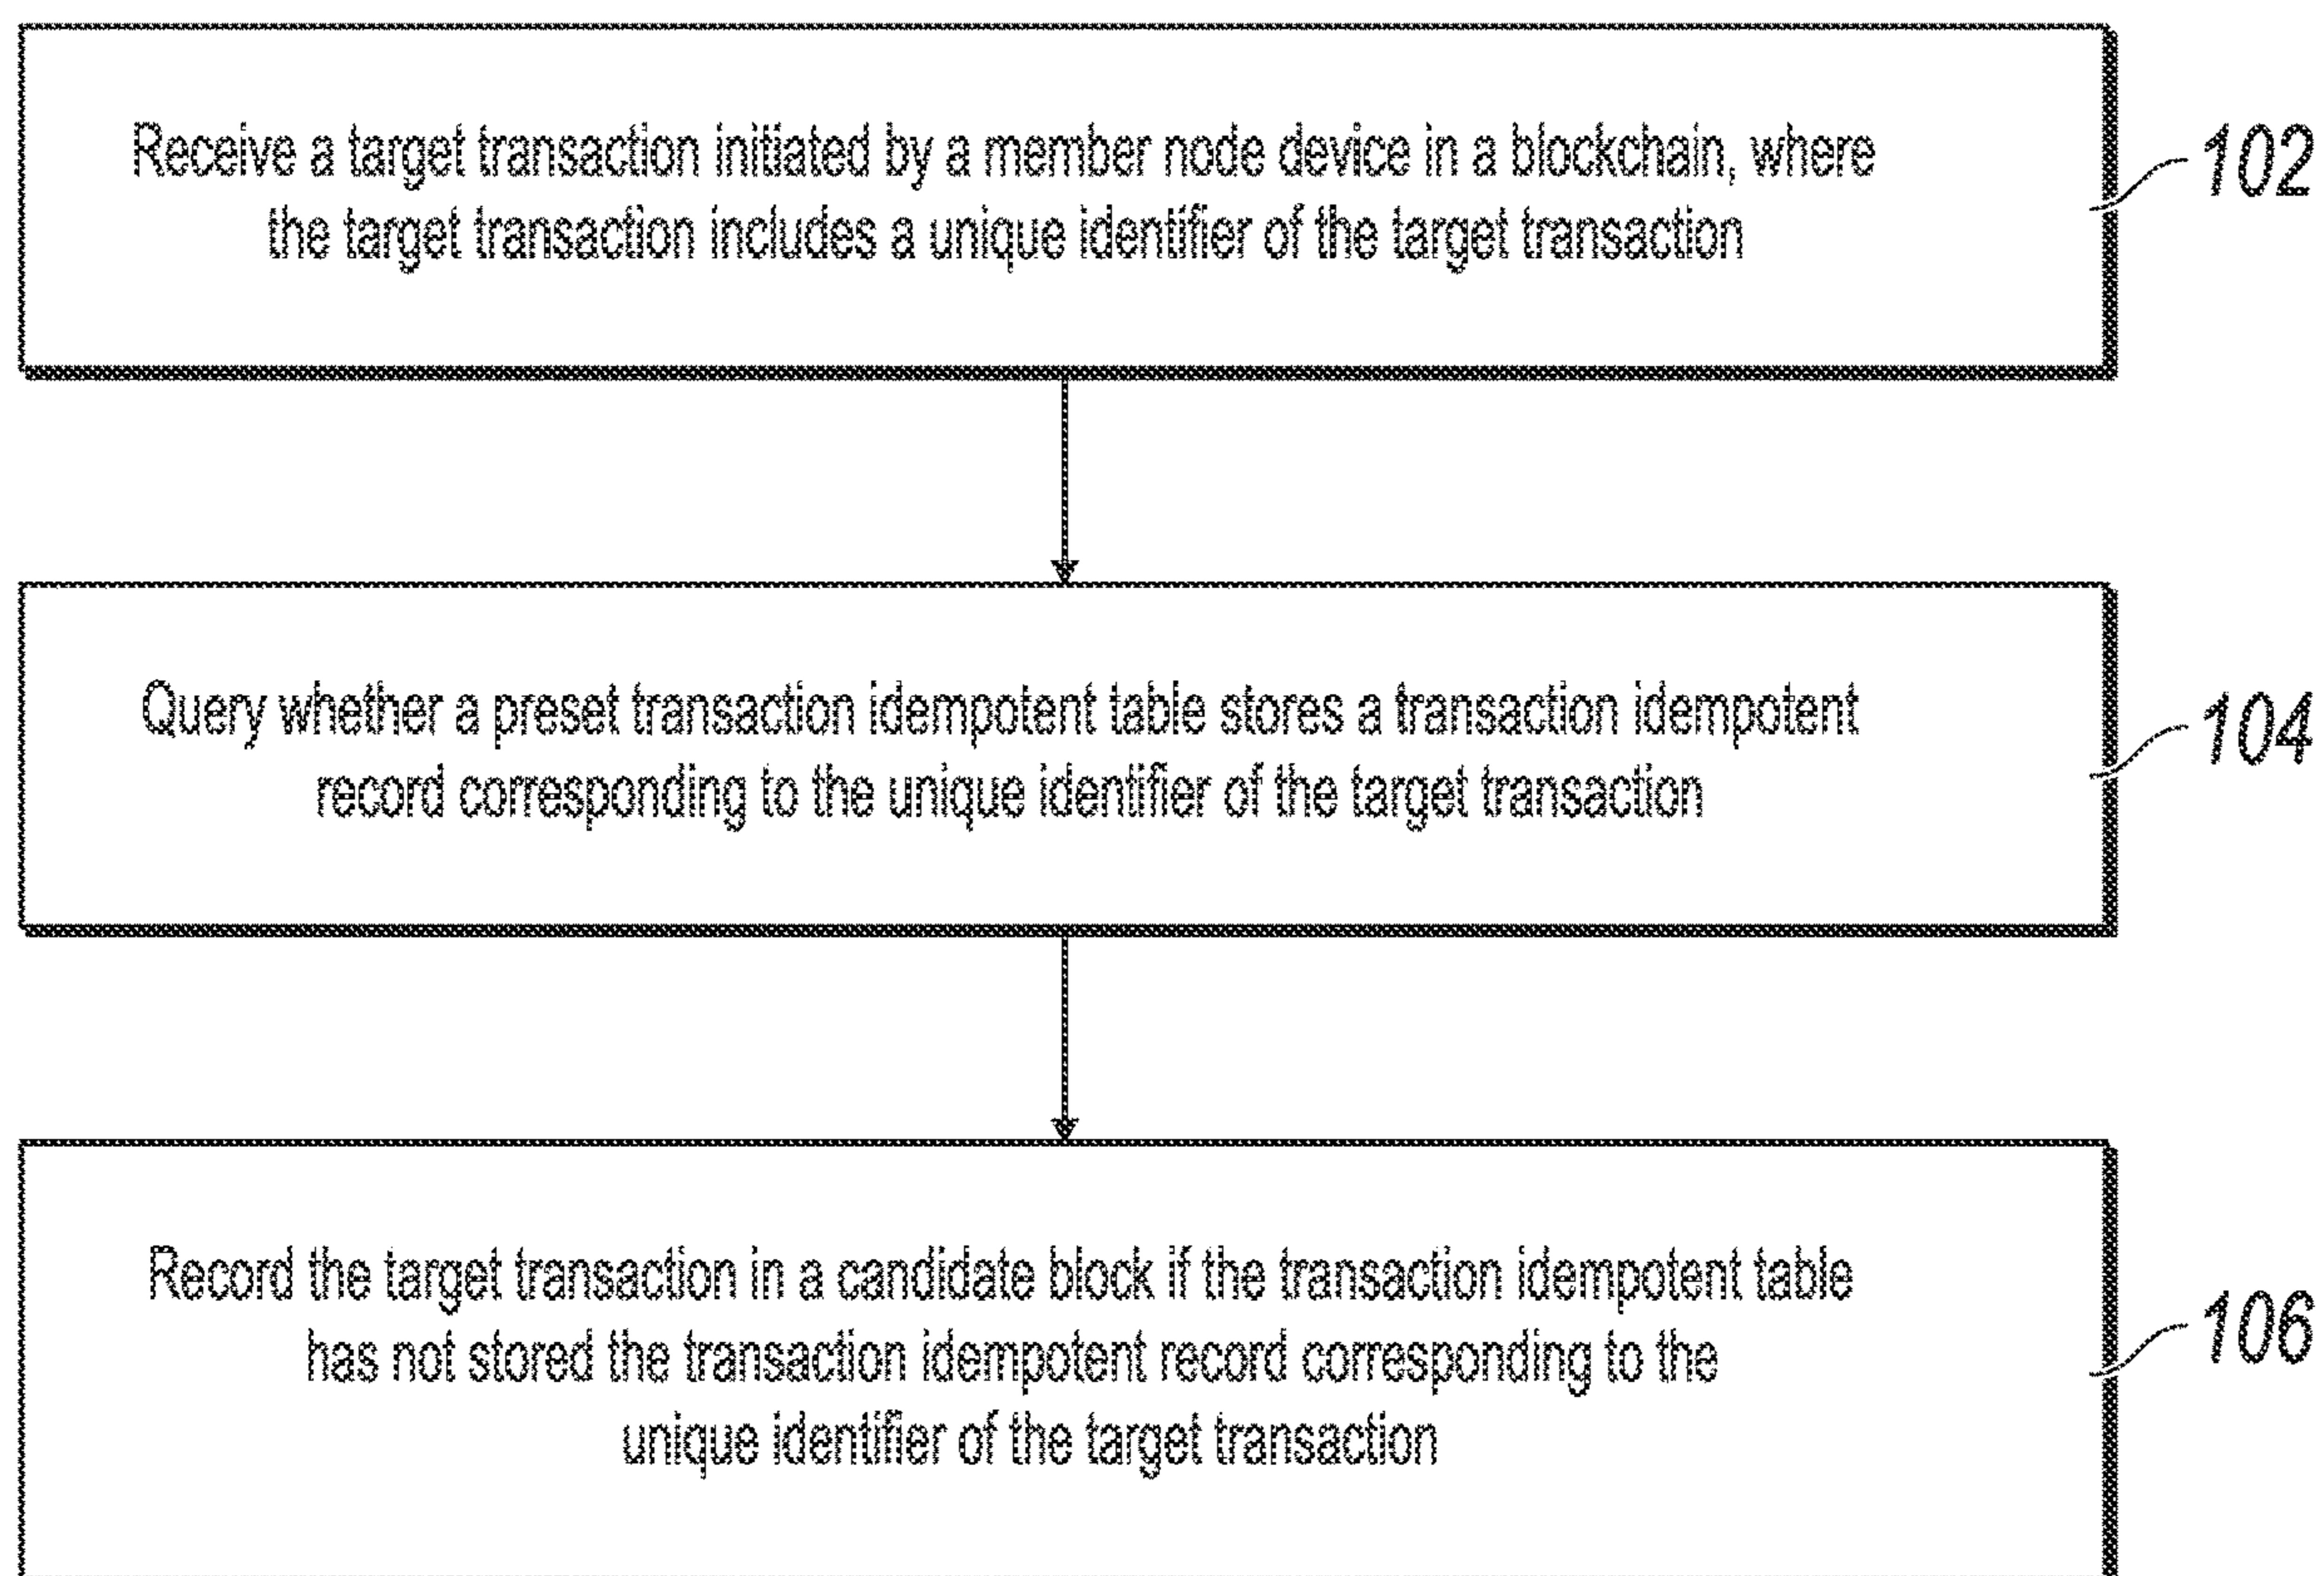 Receive a target transaction initiated by a member node device in a blockchain, where
the target transaction includes a unique identifier of the target transaction
102
Query whether a preset transaction idempotent table stores a transaction idempotent
record corresponding to the unique identifier of the target transaction
104
Record the target transaction in a candidate block if the transaction idempotent table
has not stored the transaction idempotent record corresponding to the
unique identifier of the target transaction
106